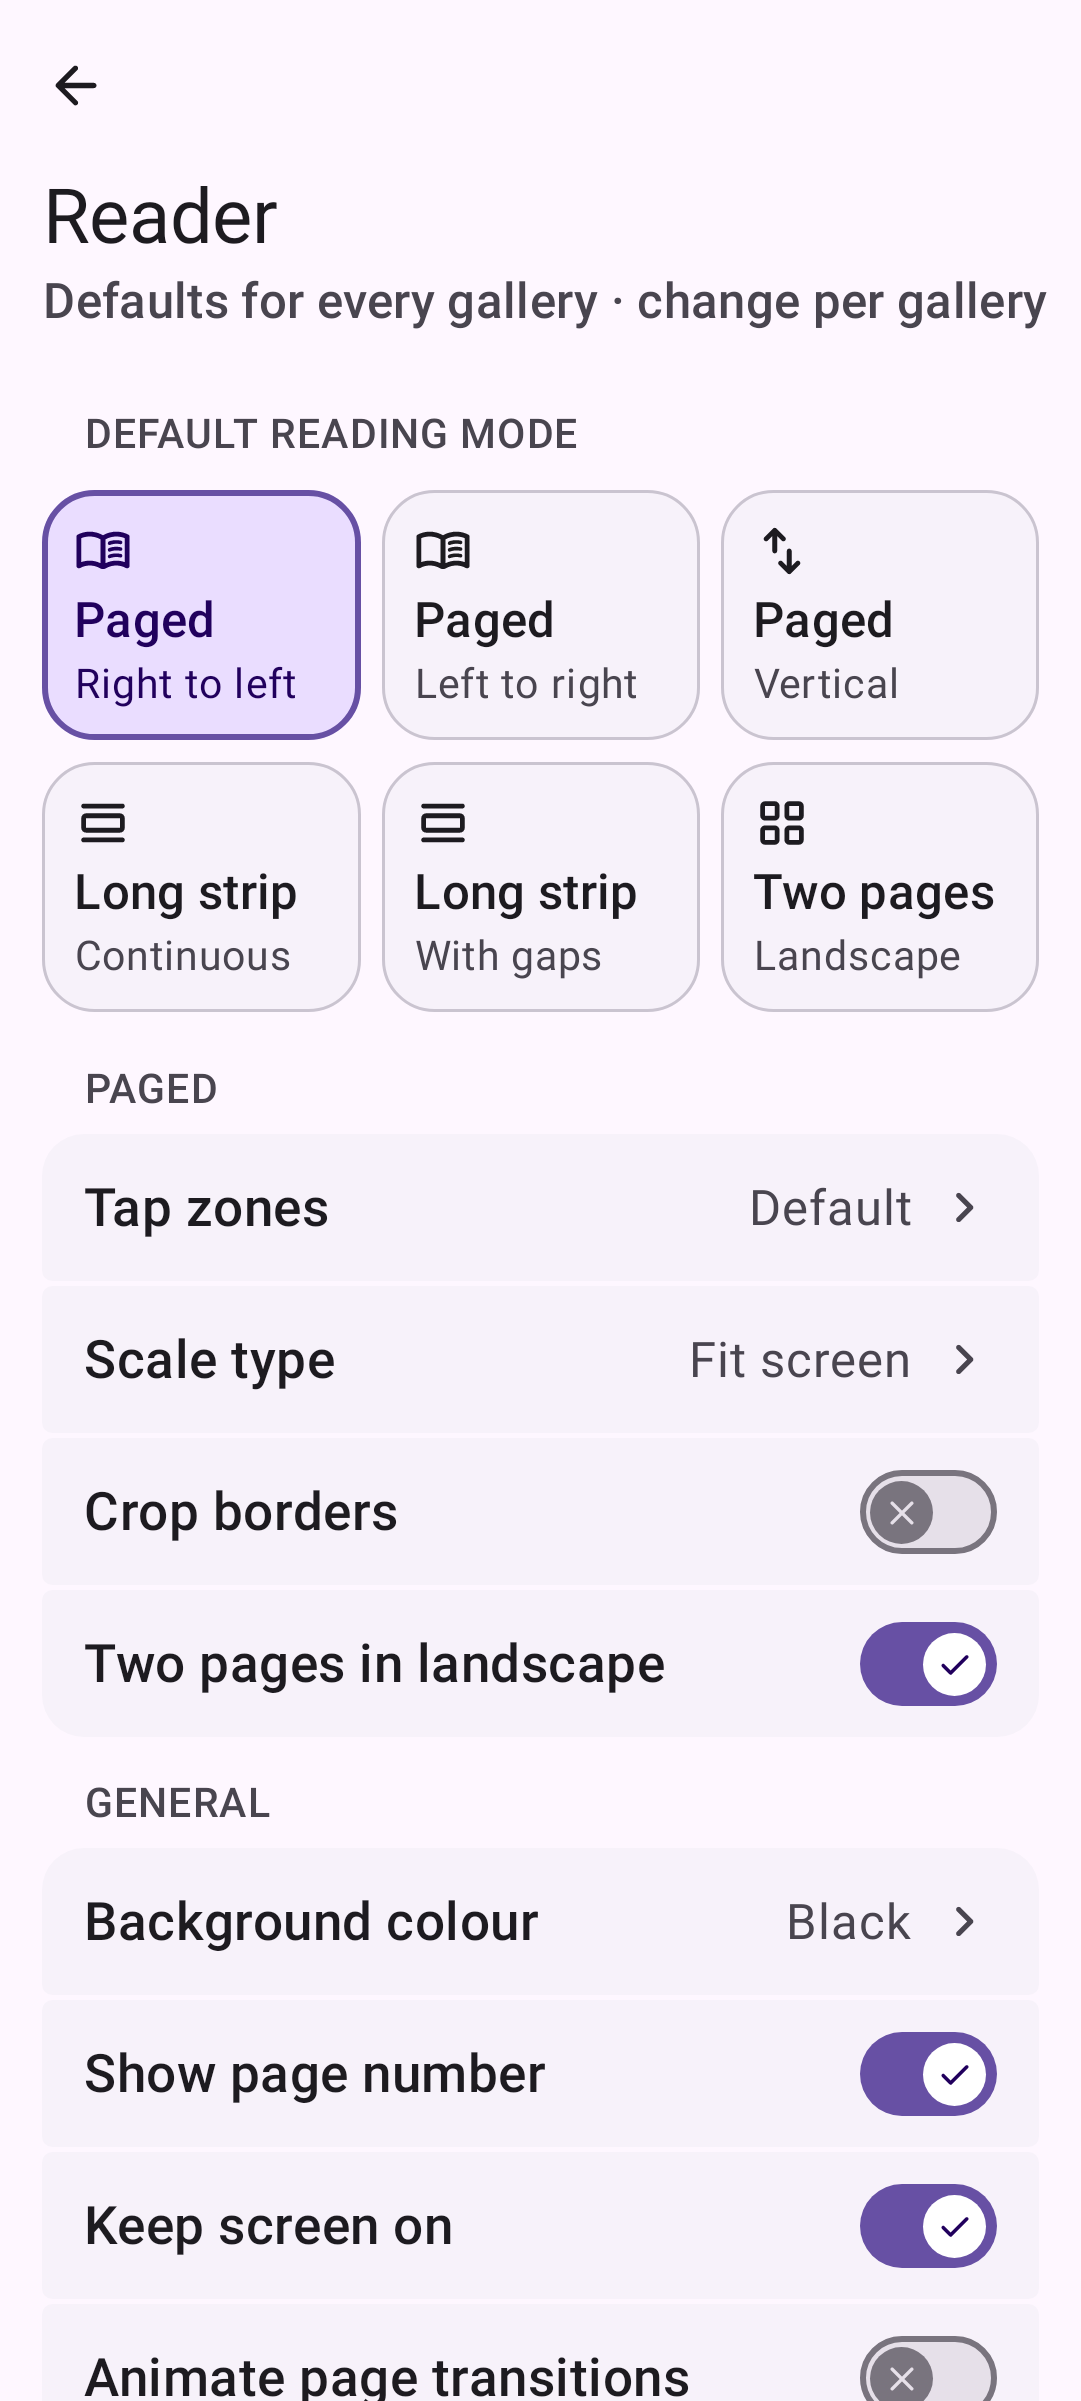 Reader
Defaults for every gallery · change per gallery
DEFAULT READING MODE
Paged
Right to left
Paged
Left to right
Paged
Vertical
Long strip
Continuous
Long strip
With gaps
Two pages
Landscape
PAGED
Tap zones Default
Scale type Fit screen
Crop borders
Two pages in landscape
GENERAL
Background colour Black
Show page number
Keep screen on
Animate page transitions